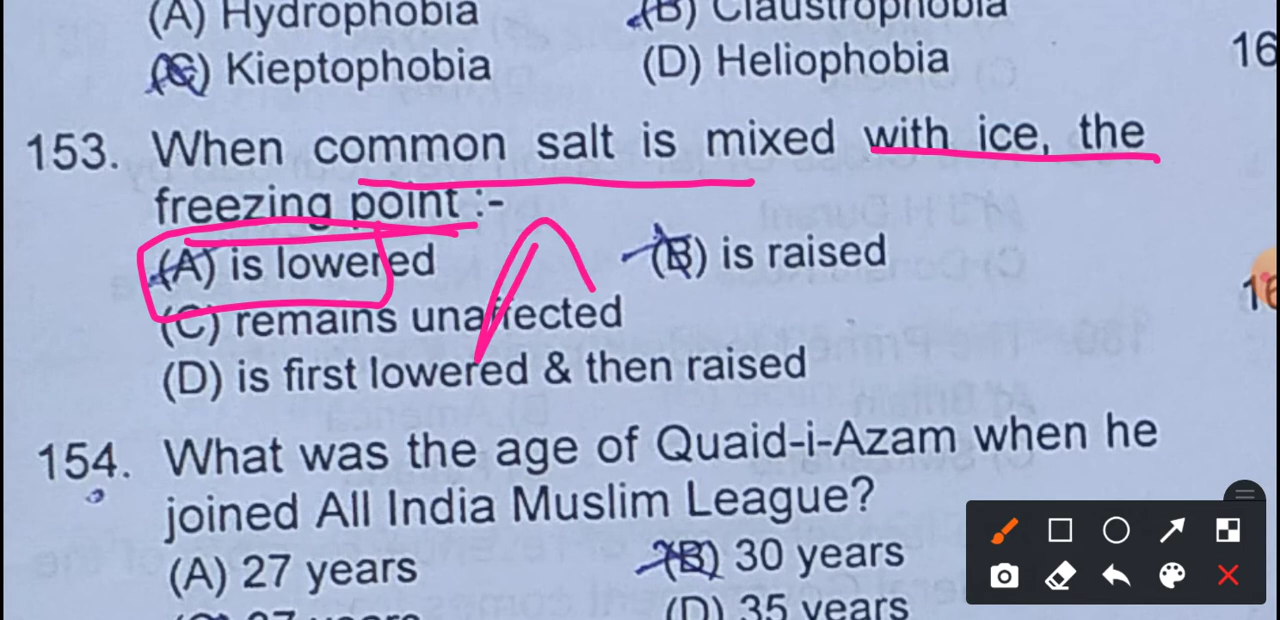 (A) Hydrophobia (B) Claustrophobia
(C) Kieptophobia (D) Heliophobia
16
153. When common salt is mixed with ice, the
freezing point :-
(A) is lowered (B) is raised
(C) remains unaffected
(D) is first lowered & then raised
154. What was the age of Quaid-i-Azam when he
joined All India Muslim League?
(A) 27 years (B) 30 years
(D) 35 years